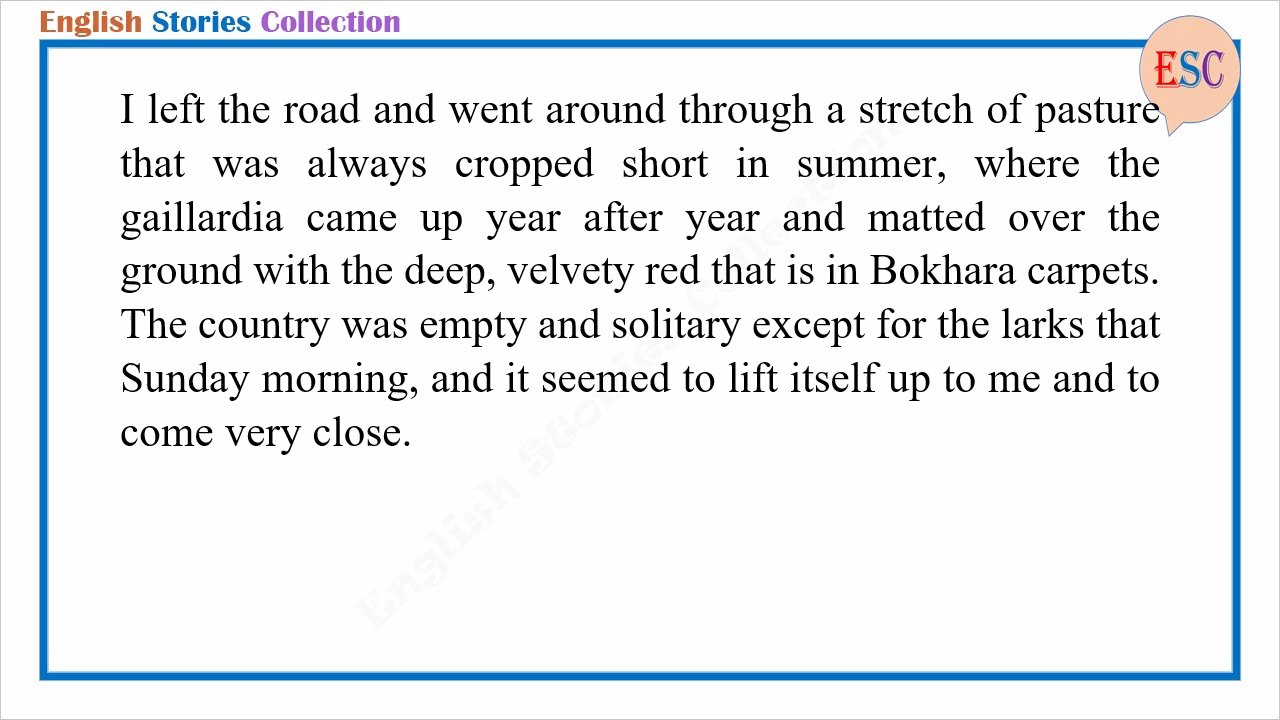 English Stories Collection
ESC
I left the road and went around through a stretch of pasture
that was always cropped short in summer, where the
gaillardia came up year after year and matted over the
ground with the deep, velvety red that is in Bokhara carpets.
The country was empty and solitary except for the larks that
Sunday morning, and it seemed to lift itself up to me and to
come very close.
English Stories Collection